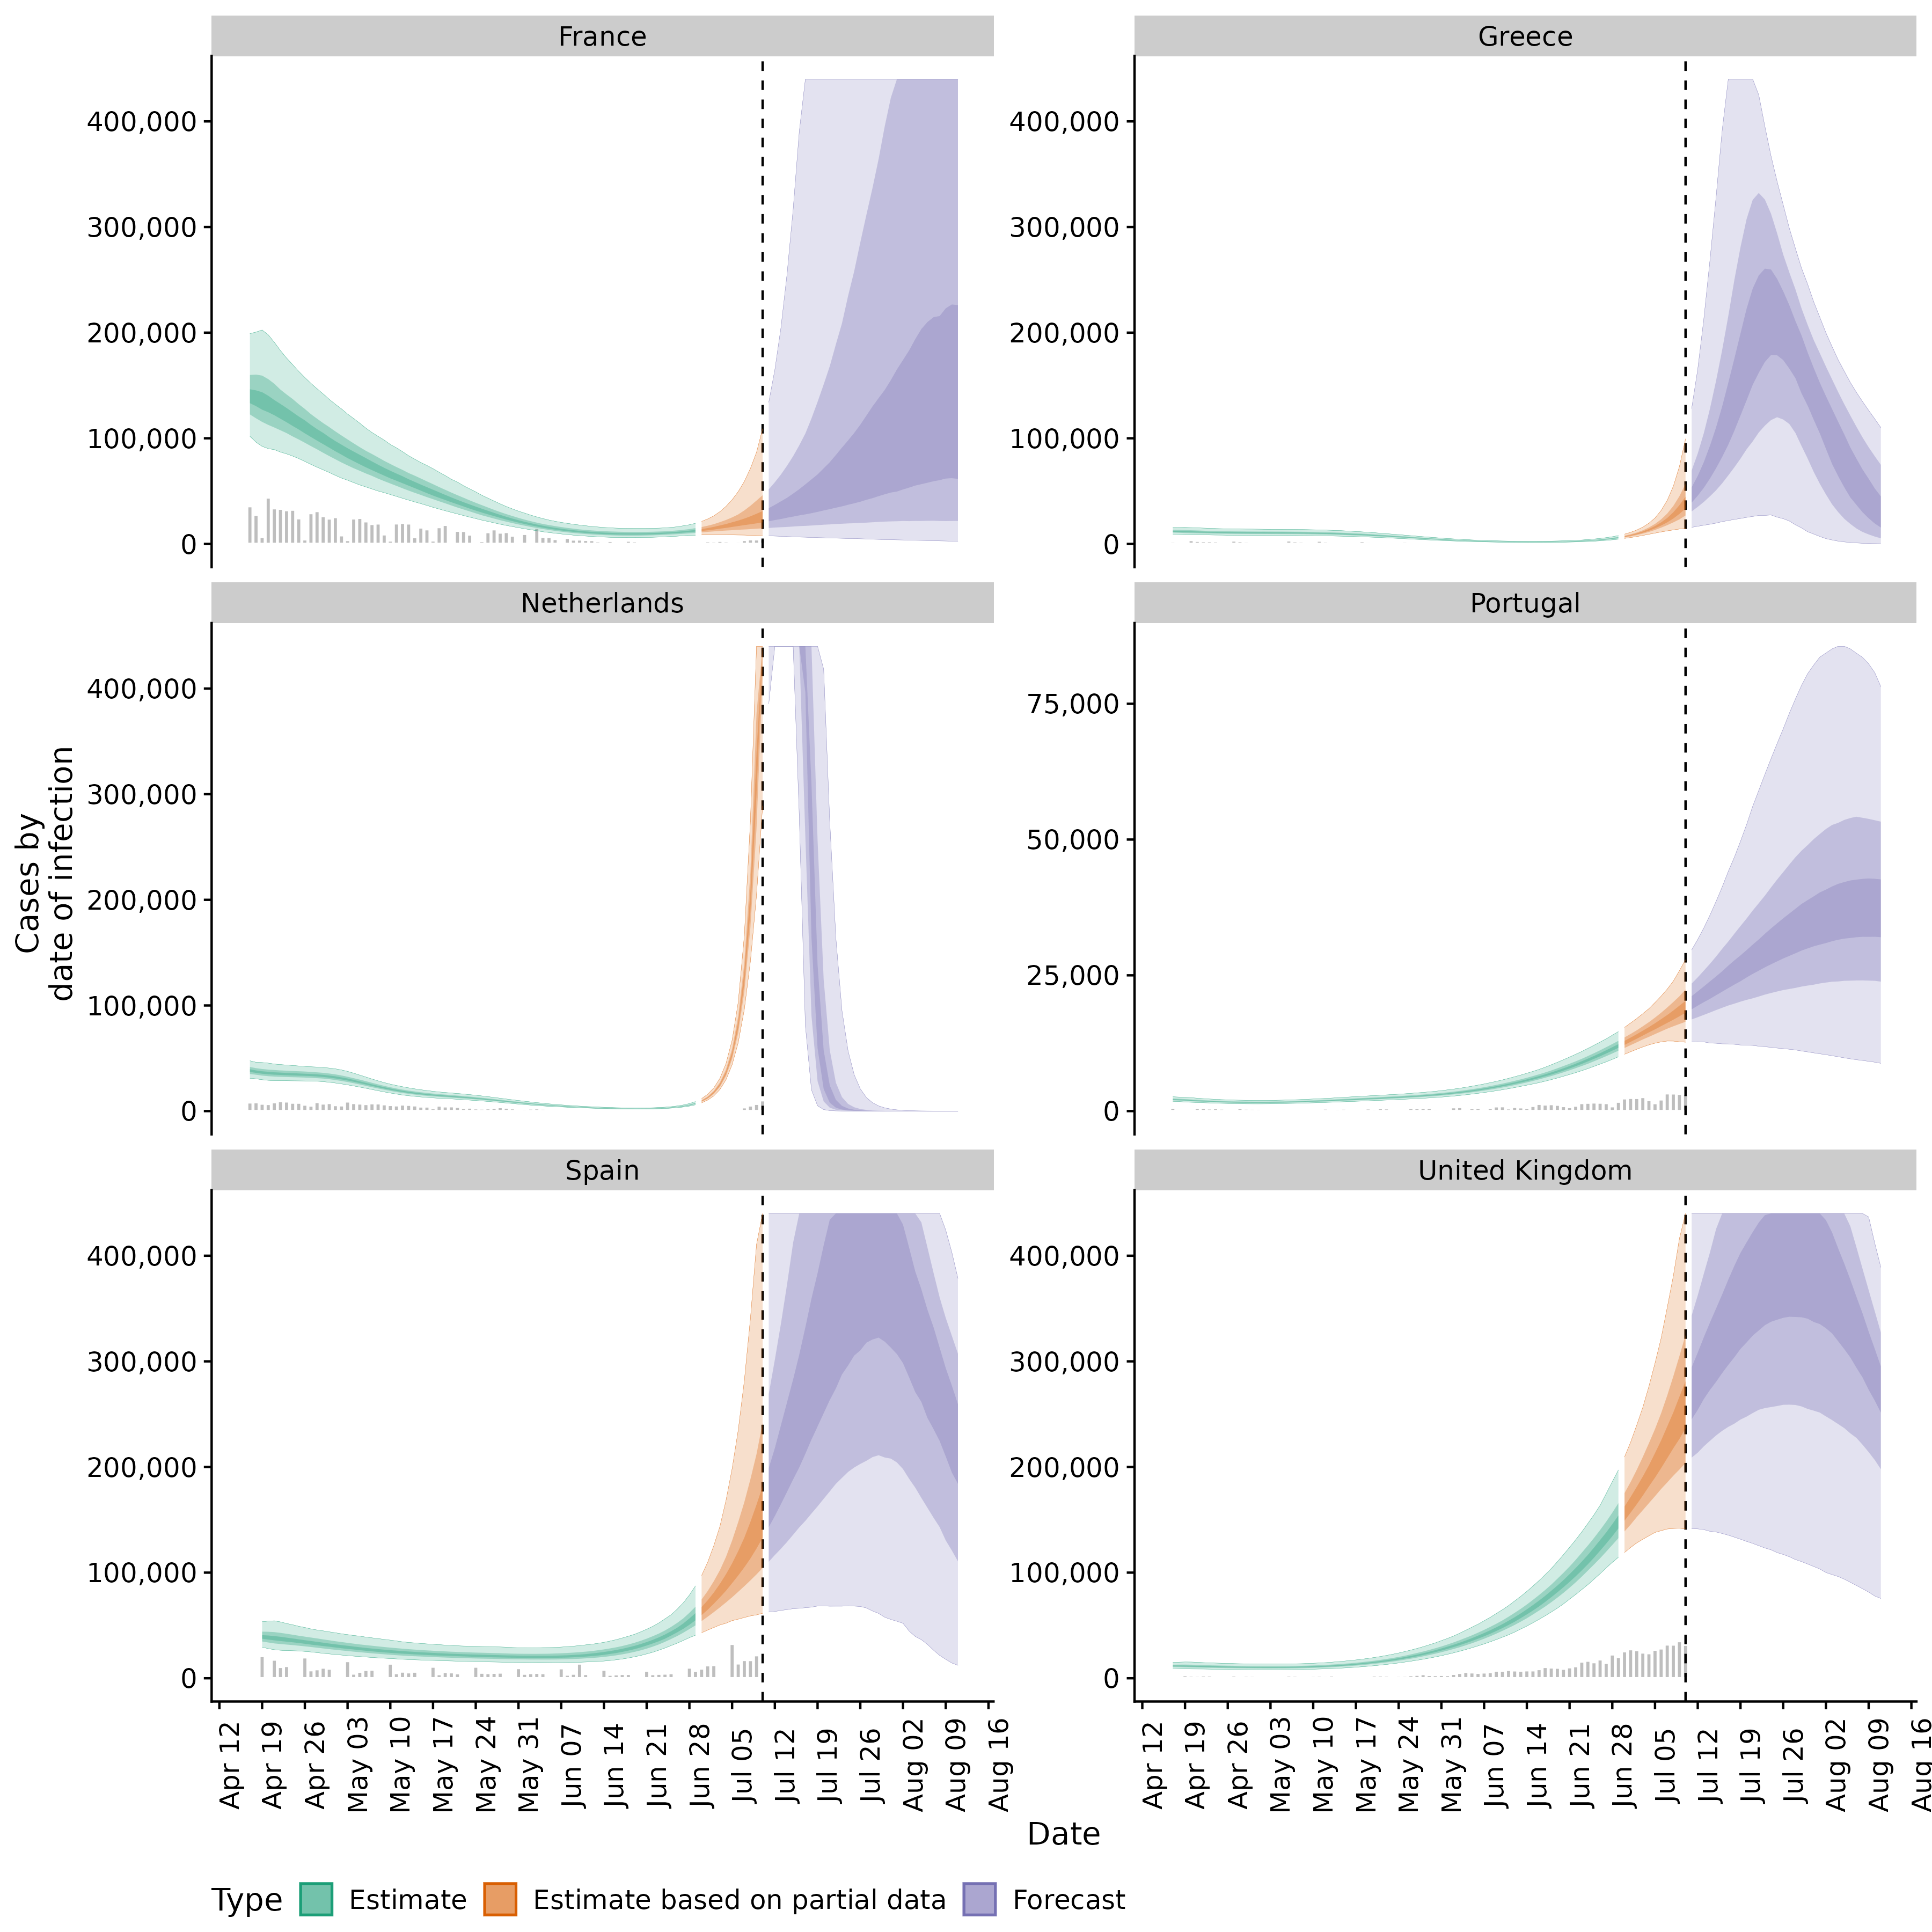 France
Greece
400,000
300,000
200,000
100,000
0
400,000
300,000
200,000
100,000
0
Netherlands
Portugal
400,000
300,000
200,000
100,000
0
75,000
50,000
25,000
0
Spain
United Kingdom
400,000
300,000
200,000
100,000
0
400,000
300,000
200,000
100,000
0
Cases by
date of infection
Apr 12
Apr 19
Apr 26
May 03
May 10
May 17
May 24
May 31
Jun 07
Jun 14
Jun 21
Jun 28
Jul 05
Jul 12
Jul 19
Jul 26
Aug 02
Aug 09
Aug 16
Apr 12
Apr 19
Apr 26
May 03
May 10
May 17
May 24
May 31
Jun 07
Jun 14
Jun 21
Jun 28
Jul 05
Jul 12
Jul 19
Jul 26
Aug 02
Aug 09
Aug 16
Date
Type Estimate Estimate based on partial data Forecast